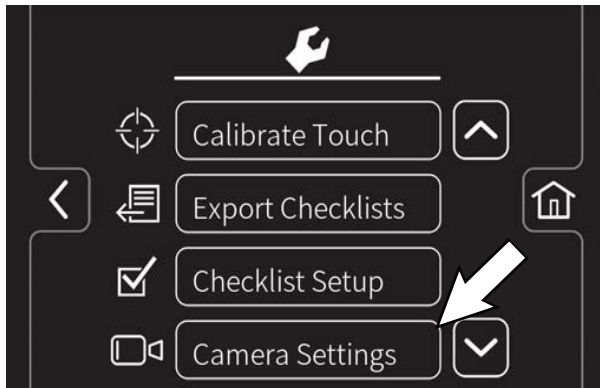 Calibrate Touch
Export Checklists
Checklist Setup
Camera Settings